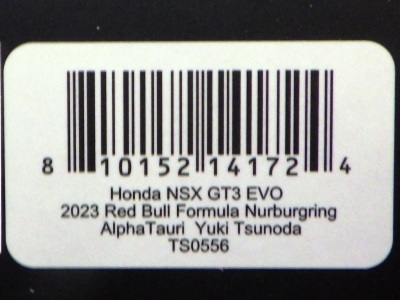 8 10152 14172 4
Honda NSX GT3 EVO
2023 Red Bull Formula Nurburgring
AlphaTauri Yuki Tsunoda
TS0556